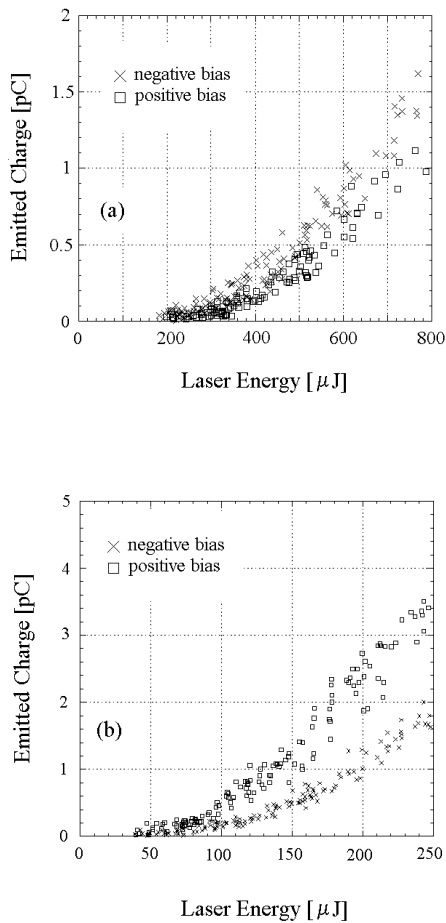 2
1.5
1
0.5
0
Emitted Charge [pC]
negative bias
positive bias
(a)
0 200 400 600 800
Laser Energy [ μJ]
5
4
3
2
1
0
Emitted Charge [pC]
negative bias
positive bias
(b)
0 50 100 150 200 250
Laser Energy [ μJ]